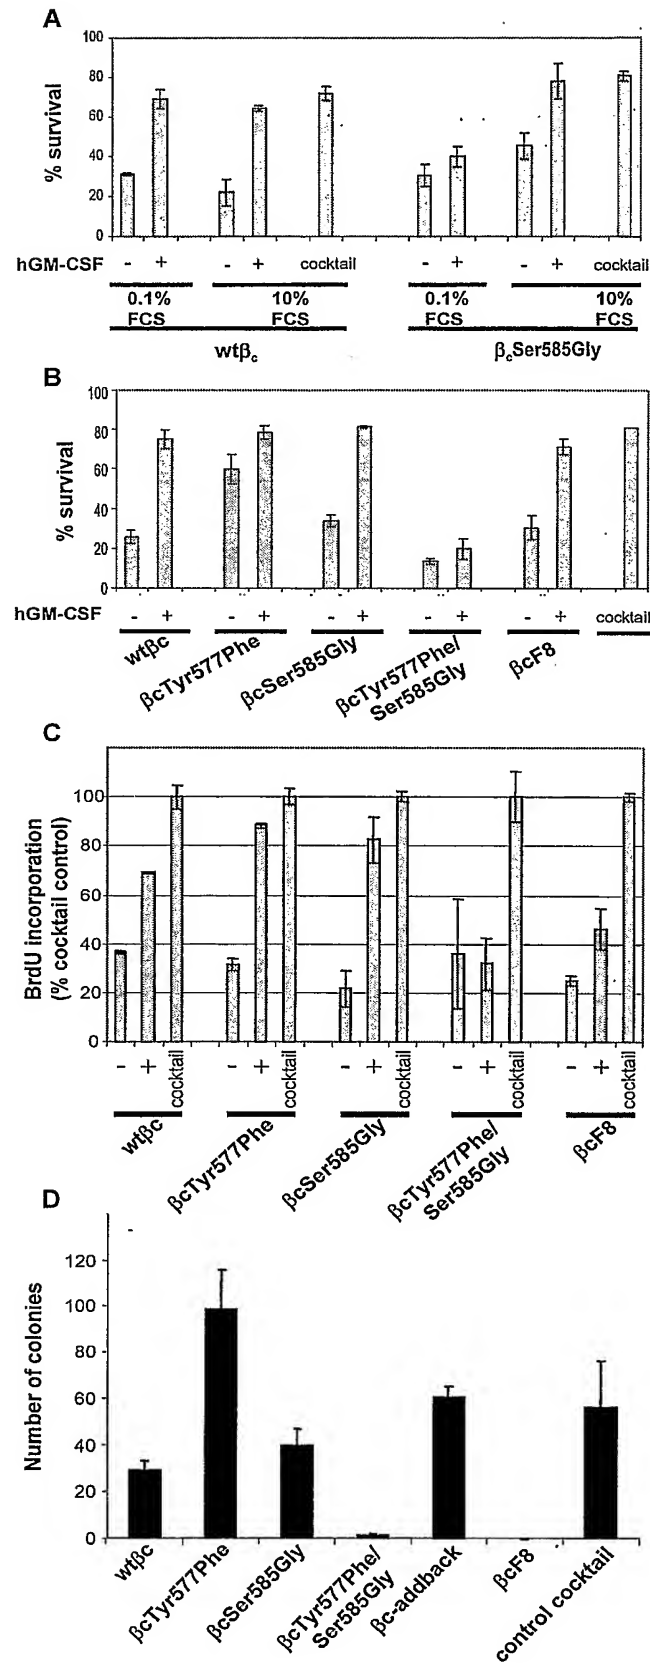 A
% survival
100
80
60
40
20
0
hGM-CSF - + - + cocktail - + - + cocktail
0.1% FCS 10% FCS 0.1% FCS 10% FCS
wtβc βcSer585Gly
B
% survival
100
80
60
40
20
0
hGM-CSF - + - + - + - + - + cocktail
wtβc
βcTyr577Phe
βcSer585Gly
βcTyr577Phe/
Ser585Gly
βcF8
C
BrdU incorporation
(% cocktail control)
100
80
60
40
20
0
- + cocktail - + cocktail - + cocktail - + cocktail - + cocktail
wtβc
βcTyr577Phe
βcSer585Gly
βcTyr577Phe/
Ser585Gly
βcF8
D
Number of colonies
120
100
80
60
40
20
0
wtβc
βcTyr577Phe
βcSer585Gly
βcTyr577Phe/
Ser585Gly
βc-addback
βcF8
control cocktail